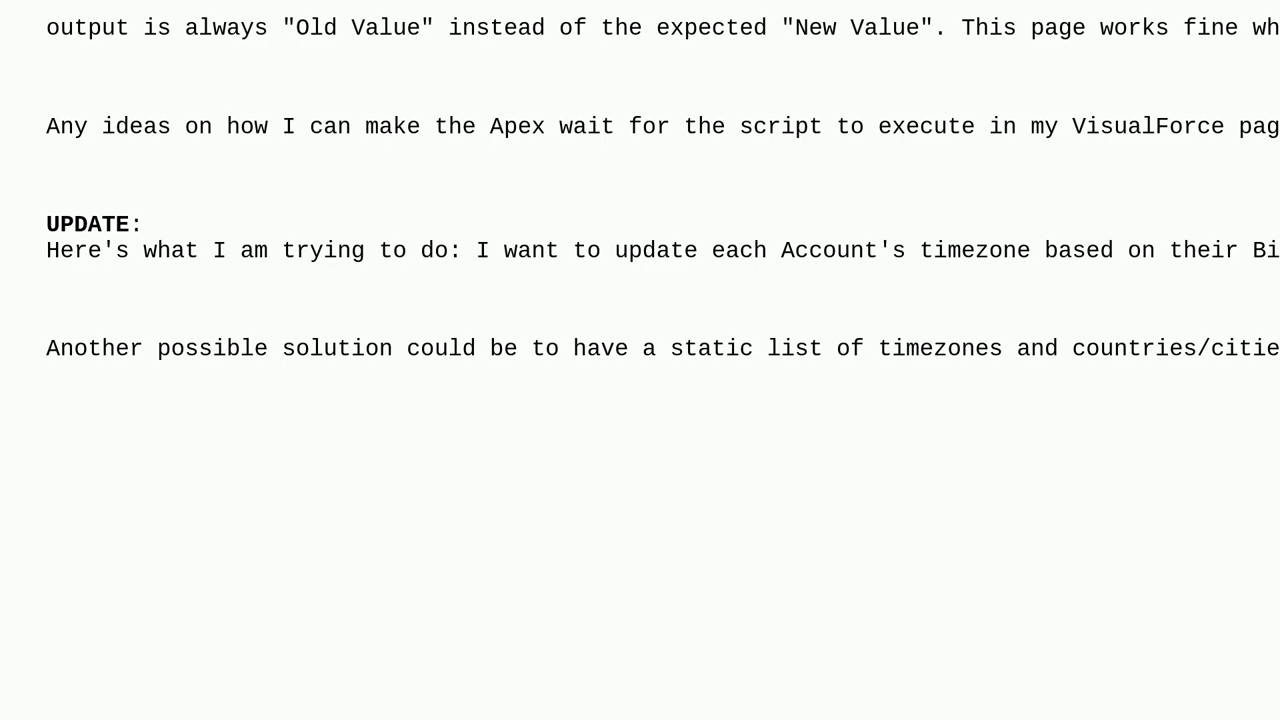 output is always "Old Value" instead of the expected "New Value". This page works fine wh
Any ideas on how I can make the Apex wait for the script to execute in my VisualForce pag
UPDATE:
Here's what I am trying to do: I want to update each Account's timezone based on their Bi
Another possible solution could be to have a static list of timezones and countries/citie